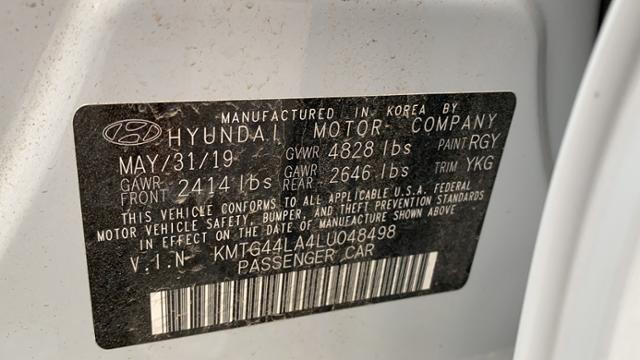 MANUFACTURED IN KOREA BY
HYUNDAI MOTOR COMPANY
MAY/31/19 GVWR 4828 lbs PAINT RGY
GAWR FRONT 2414 lbs GAWR REAR 2646 lbs TRIM YKG
THIS VEHICLE CONFORMS TO ALL APPLICABLE U.S.A. FEDERAL
MOTOR VEHICLE SAFETY, BUMPER, AND THEFT PREVENTION STANDARDS
IN EFFECT ON THE DATE OF MANUFACTURE SHOWN ABOVE.
V.I.N KMTG44LA4LU048498
PASSENGER CAR